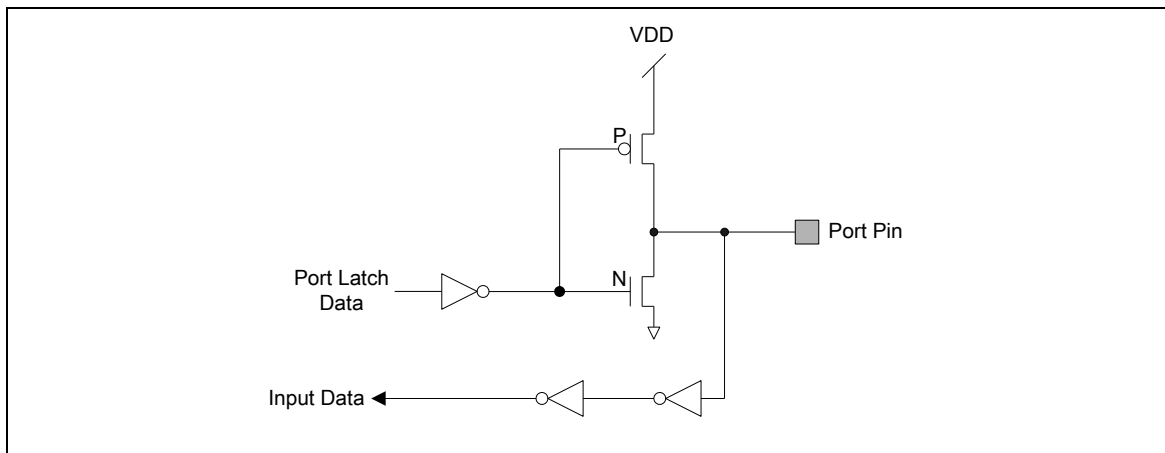 VDD
P
Port Pin
N
Port Latch
Data
Input Data